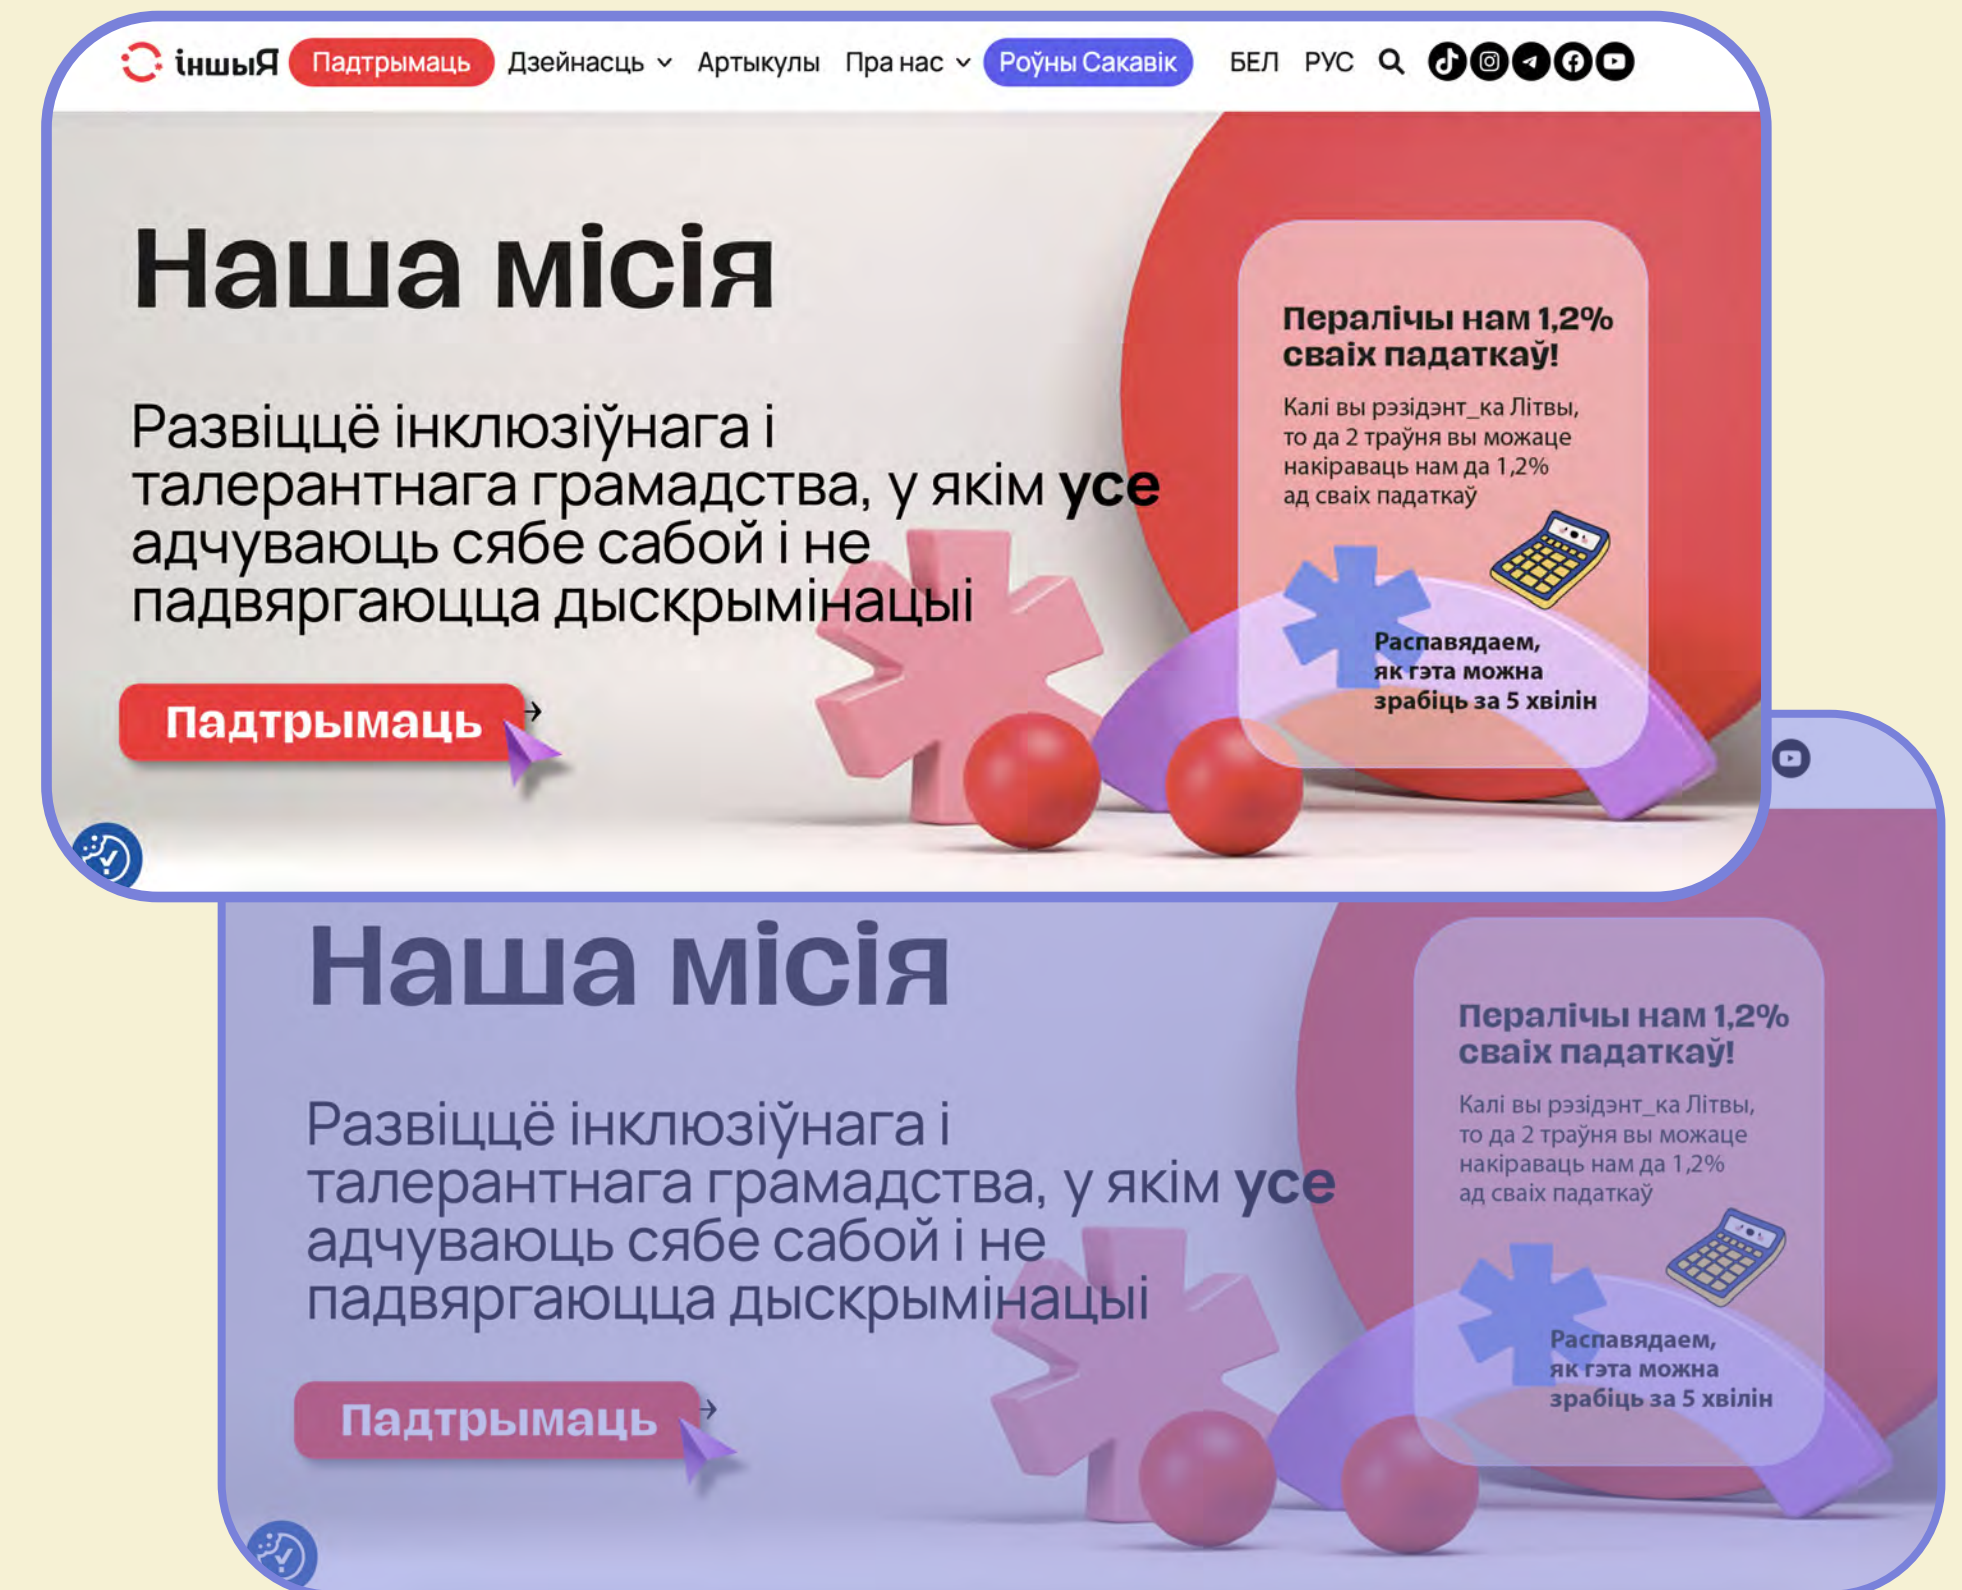 іншыЯ Падтрымаць Дзейнасць Артыкулы Пра нас Роўны Сакавік БЕЛ РУС
Наша місія
Развіццё інклюзіўнага і
талерантнага грамадства, у якім усе
адчуваюць сябе сабой і не
падвяргаюцца дыскрымінацыі
Падтрымаць
Пералічы нам 1,2%
сваіх падаткаў!
Калі вы рэзідэнт_ка Літвы,
то да 2 траўня вы можаце
накіраваць нам да 1,2%
ад сваіх падаткаў
Распавядаем,
як гэта можна
зрабіць за 5 хвілін
Наша місія
Развіццё інклюзіўнага і
талерантнага грамадства, у якім усе
адчуваюць сябе сабой і не
падвяргаюцца дыскрымінацыі
Падтрымаць
Пералічы нам 1,2%
сваіх падаткаў!
Калі вы рэзідэнт_ка Літвы,
то да 2 траўня вы можаце
накіраваць нам да 1,2%
ад сваіх падаткаў
Распавядаем,
як гэта можна
зрабіць за 5 хвілін